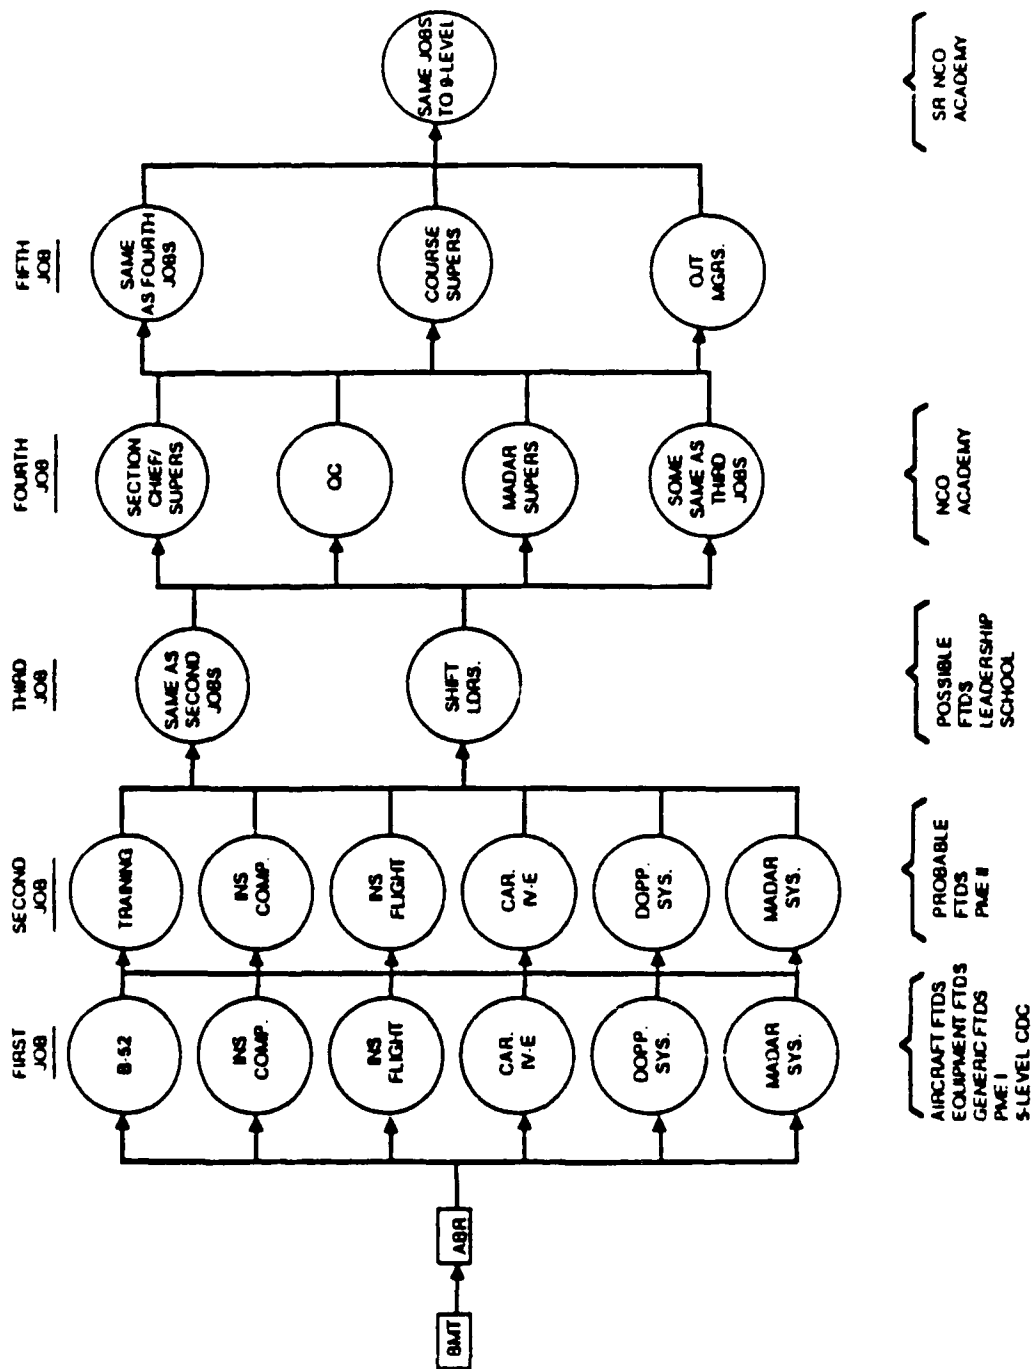 BMT
ABR
FIRST
JOB
B-52
INS
COMP.
INS
FLIGHT
CAR.
IV-E
DOPP.
SYS.
MADAR
SYS.
AIRCRAFT FTDS
EQUIPMENT FTDS
GENERIC FTDS
PME I
5-LEVEL CDC
SECOND
JOB
TRAINING
INS
COMP.
INS
FLIGHT
CAR.
IV-E
DOPP.
SYS.
MADAR
SYS.
PROBABLE
FTDS
PME II
THIRD
JOB
SAME AS
SECOND
JOBS
SHIFT
LDRS.
POSSIBLE
FTDS
LEADERSHIP
SCHOOL
FOURTH
JOB
SECTION
CHIEF/
SUPERS
QC
MADAR
SUPERS
SOME
SAME AS
THIRD
JOBS
NCO
ACADEMY
FIFTH
JOB
SAME
AS FOURTH
JOBS
COURSE
SUPERS
OJT
MGRS.
SAME JOBS
TO 9-LEVEL
SR NCO
ACADEMY